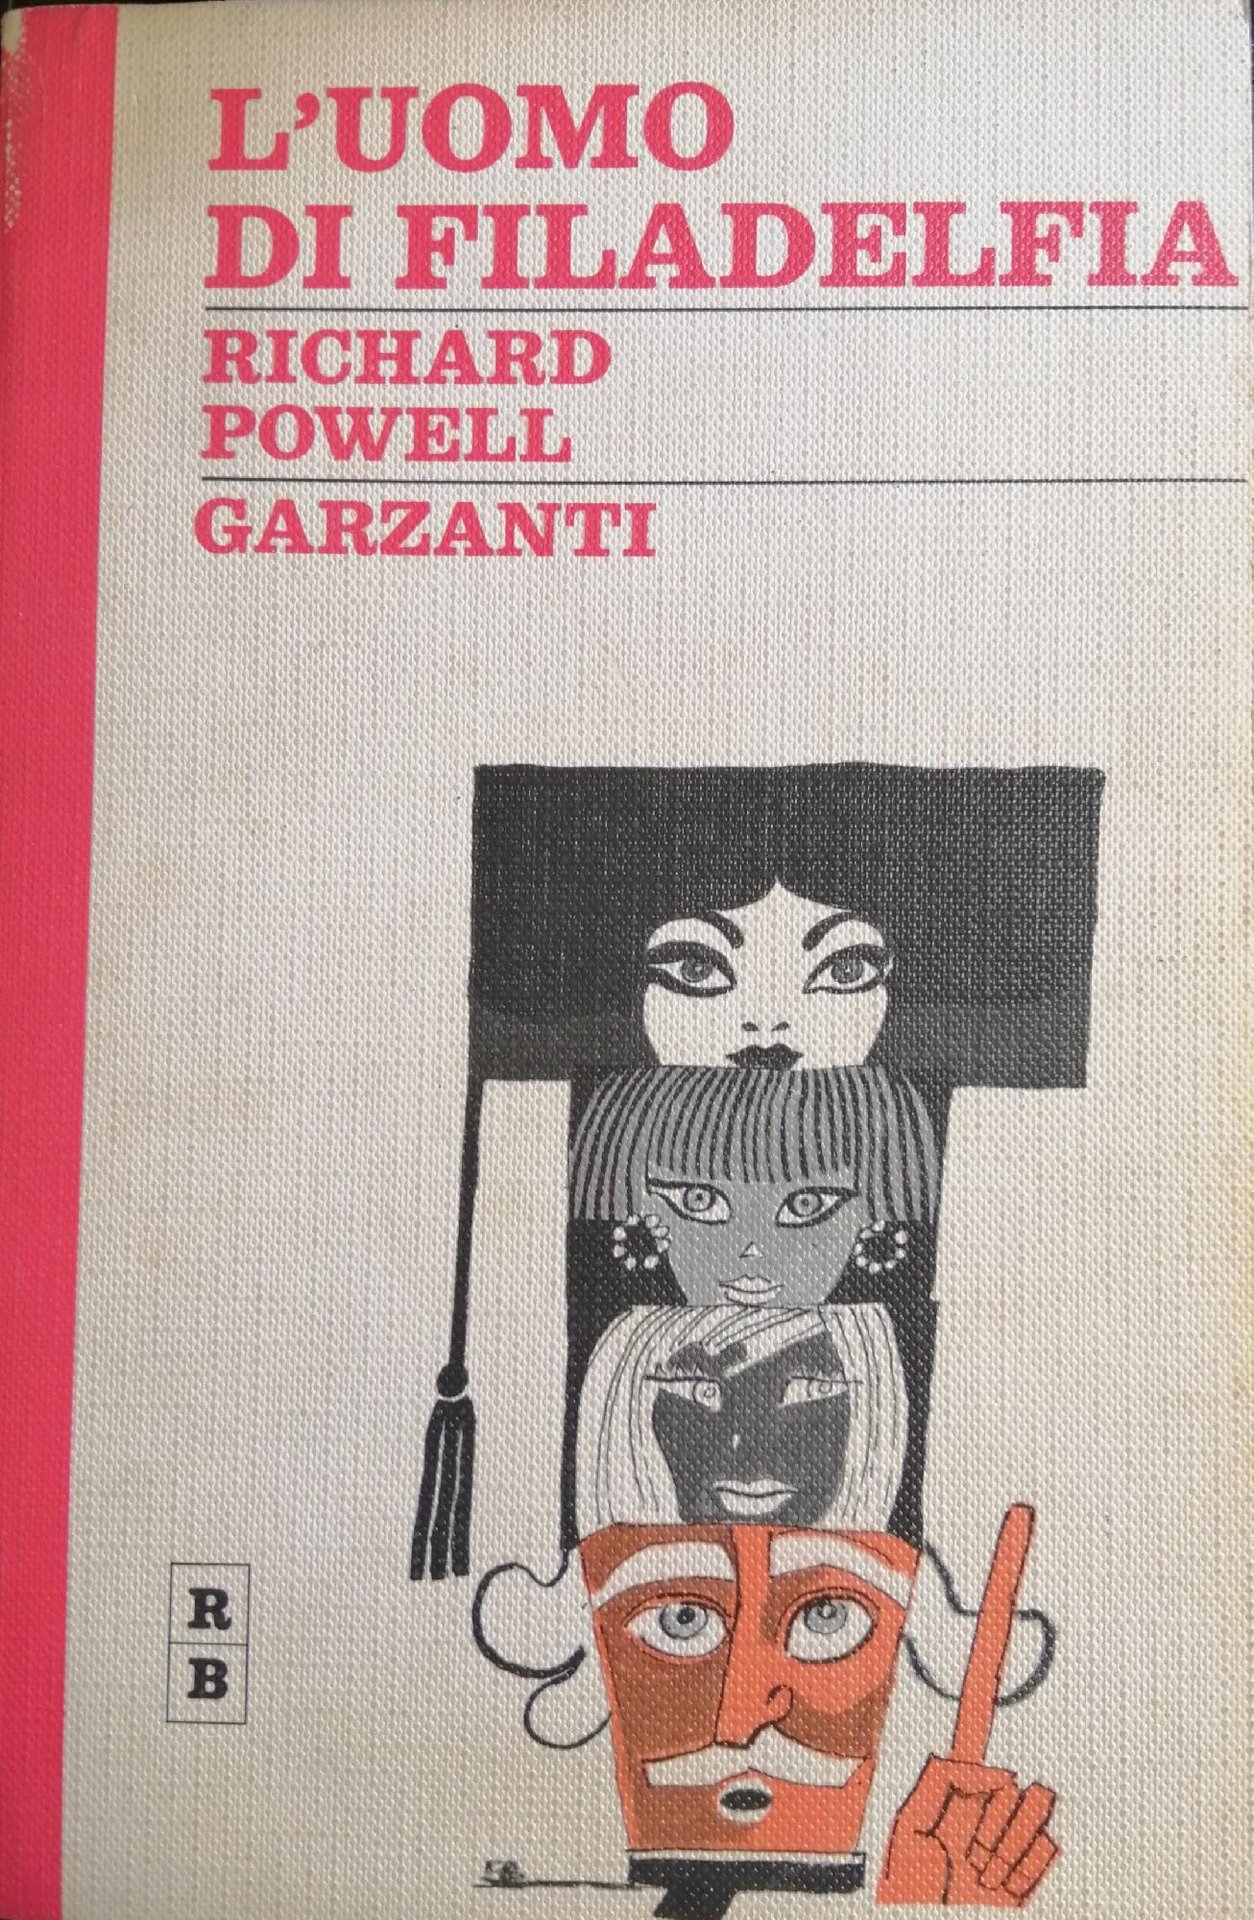 L'UOMO
DI FILADELFIA
RICHARD
POWELL
GARZANTI
R
B